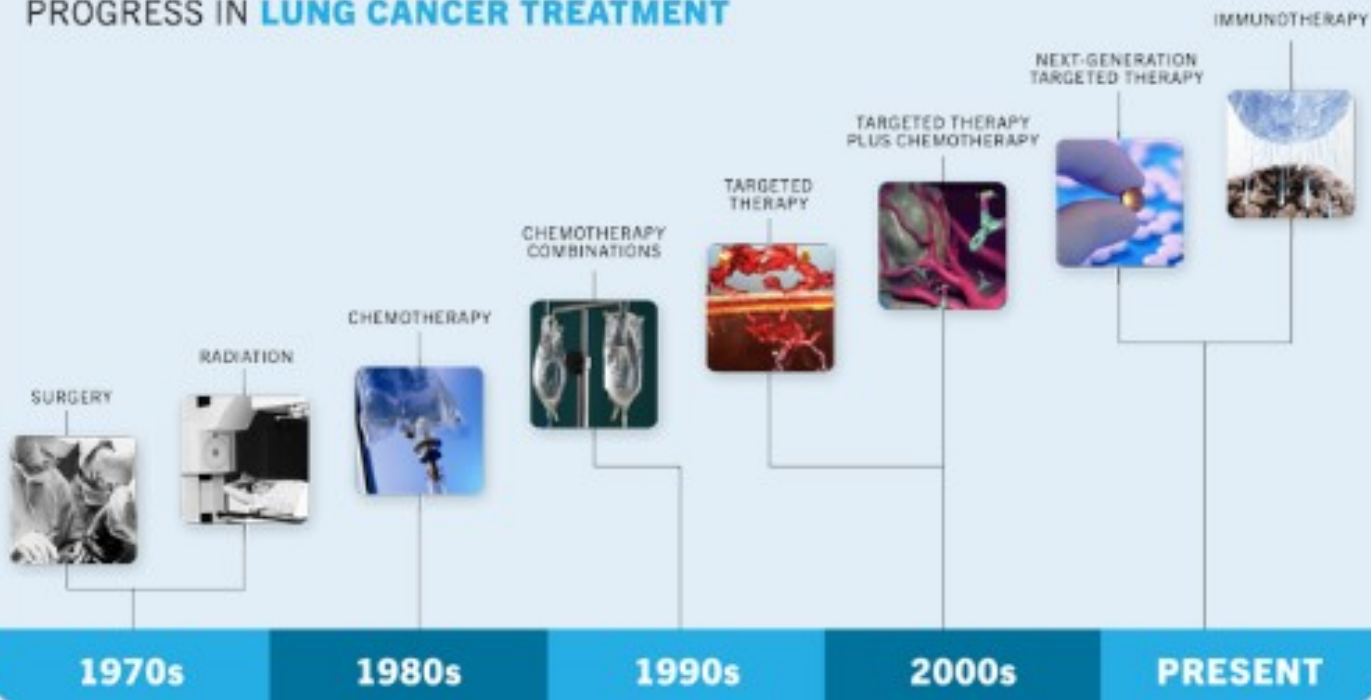 PROGRESS IN LUNG CANCER TREATMENT
IMMUNOTHERAPY
NEXT-GENERATION
TARGETED THERAPY
TARGETED THERAPY
PLUS CHEMOTHERAPY
TARGETED
THERAPY
CHEMOTHERAPY
COMBINATIONS
CHEMOTHERAPY
RADIATION
SURGERY
1970s
1980s
1990s
2000s
PRESENT